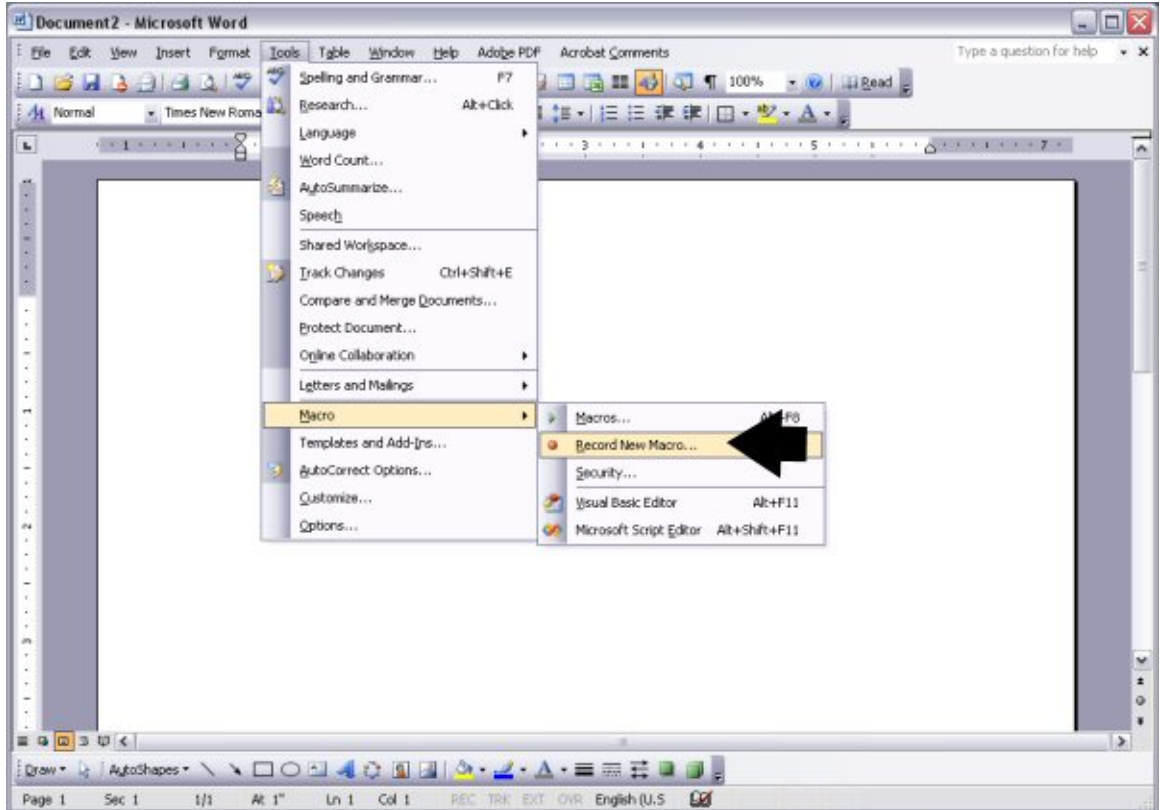 Document2 - Microsoft Word
File Edit View Insert Format Tools Table Window Help Adobe PDF Acrobat Comments Type a question for help
100% Read
Normal Times New Roma
1 3 4 5 7
Spelling and Grammar... F7
Research... Alt+Click
Language
Word Count...
AutoSummarize...
Speech
Shared Workspace...
Track Changes Ctrl+Shift+E
Compare and Merge Documents...
Protect Document...
Online Collaboration
Letters and Mailings
Macro
Templates and Add-Ins...
AutoCorrect Options...
Customize...
Options...
Macros...
Record New Macro...
Security...
Visual Basic Editor Alt+F11
Microsoft Script Editor Alt+Shift+F11
Draw AutoShapes
Page 1 Sec 1 1/1 At 1" Ln 1 Col 1 REC TRK EXT OVR English (U.S